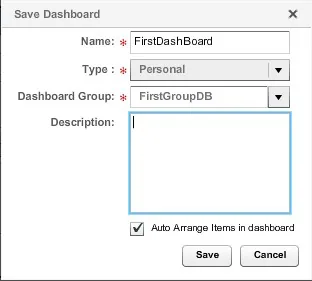 Save Dashboard
Name: * FirstDashBoard
Type : * Personal
Dashboard Group: * FirstGroupDB
Description:
Auto Arrange Items in dashboard
Save Cancel